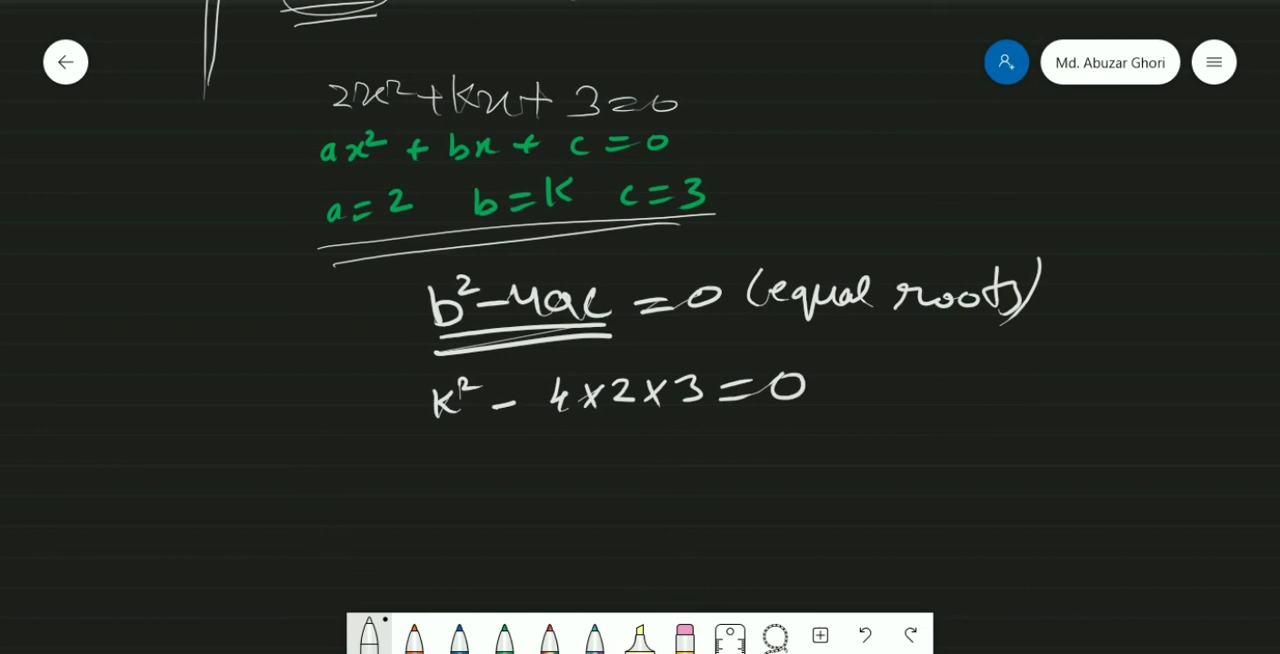 Md. Abuzar Ghori
2x²+kx+3=0
ax²+bx+c=0
a=2 b=K c=3
b²-4ac=0 (equal roots)
K²-4×2×3=0